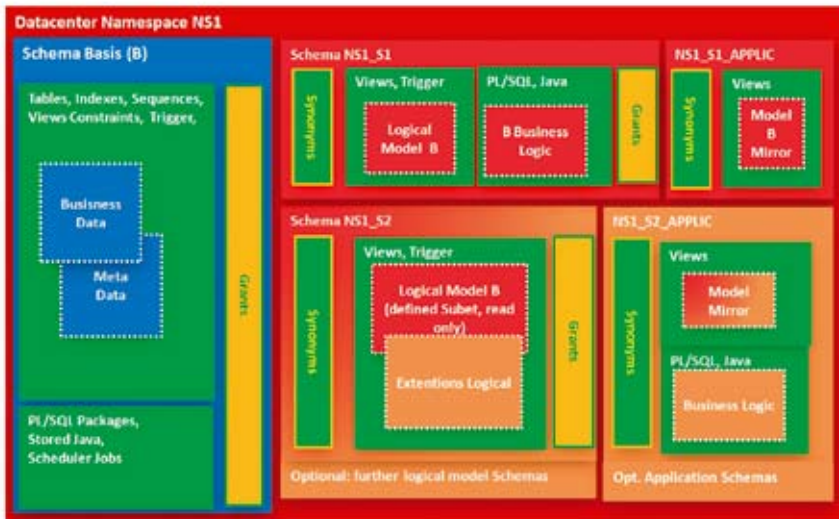 Datacenter Namespace NS1
Schema Basis (B)
Tables, Indexes, Sequences,
Views Constraints, Trigger,
Busisness
Data
Meta
Data
Grants
PL/SQL Packages,
Stored Java,
Scheduler Jobs
Schema NS1_S1
Synonyms
Views, Trigger
Logical
Model B
PL/SQL, Java
B Business
Logic
Grants
NS1_S1_APPLIC
Synonyms
Views
Model
B
Mirror
Schema NS1_S2
Synonyms
Views, Trigger
Logical Model B
(defined Subet, read
only)
Extentions Logical
Grants
Optional: further logical model Schemas
NS1_S2_APPLIC
Synonyms
Views
Model
Mirror
PL/SQL, Java
Business Logic
Opt. Application Schemas